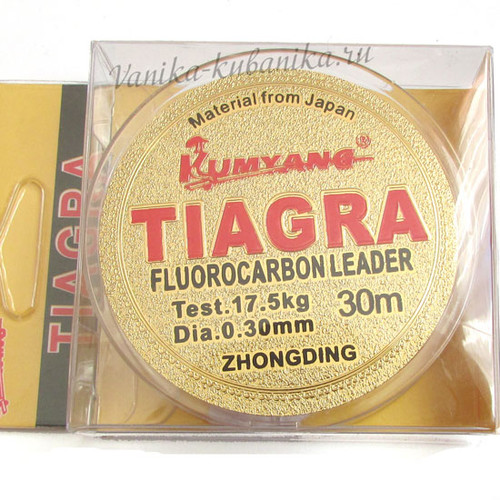 Vanika-kubanika.ru
Material from Japan
KUMYANG®
TIAGRA
FLUOROCARBON LEADER
Test.17.5kg
Dia.0.30mm
30m
ZHONGDING
TIAGRA